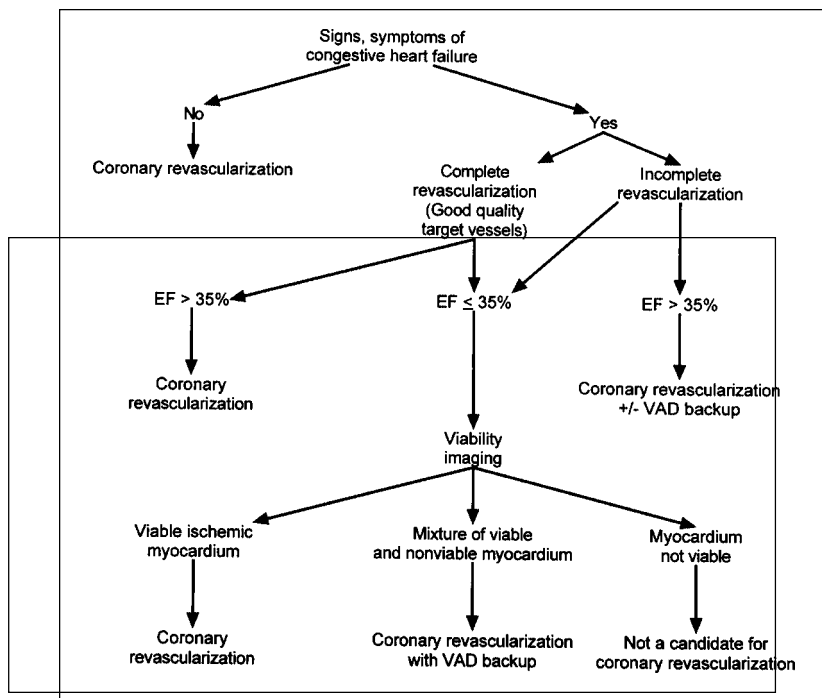 Signs, symptoms of
congestive heart failure
No
Yes
Coronary revascularization
Complete
revascularization
(Good quality
target vessels)
Incomplete
revascularization
EF > 35%
EF ≤ 35%
EF > 35%
Coronary
revascularization
Coronary revascularization
+/- VAD backup
Viability
imaging
Viable ischemic
myocardium
Mixture of viable
and nonviable myocardium
Myocardium
not viable
Coronary
revascularization
Coronary revascularization
with VAD backup
Not a candidate for
coronary revascularization